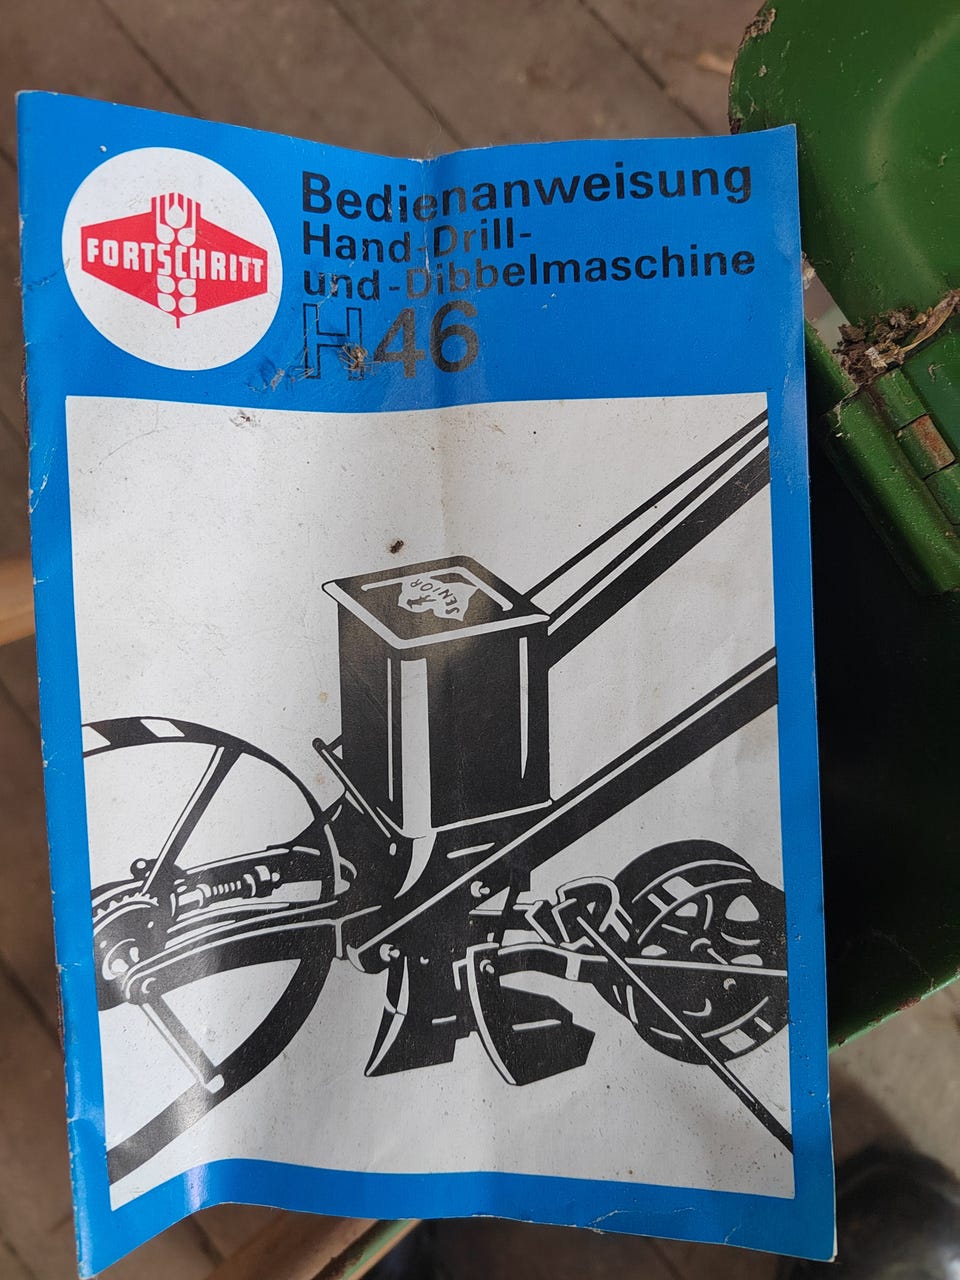 FORTSCHRITT
Bedienanweisung
Hand-Drill-
und-Dibbelmaschine
H46
SENIOR